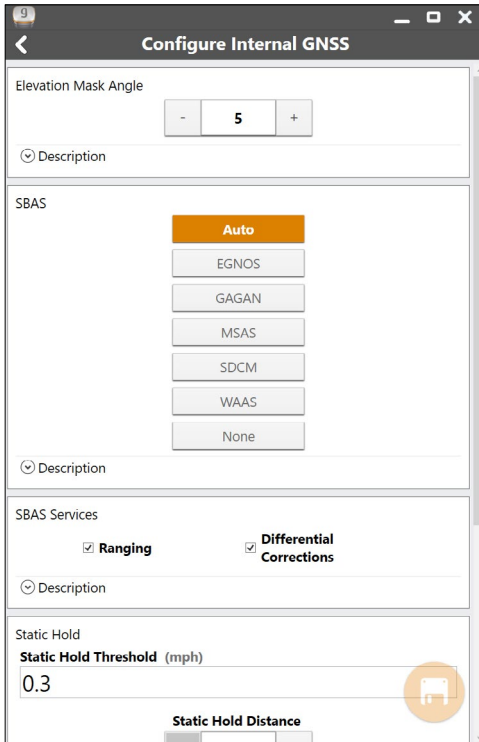 9
Configure Internal GNSS
Elevation Mask Angle
- 5 +
Description
SBAS
Auto
EGNOS
GAGAN
MSAS
SDCM
WAAS
None
Description
SBAS Services
Ranging
Differential
Corrections
Description
Static Hold
Static Hold Threshold (mph)
0.3
Static Hold Distance